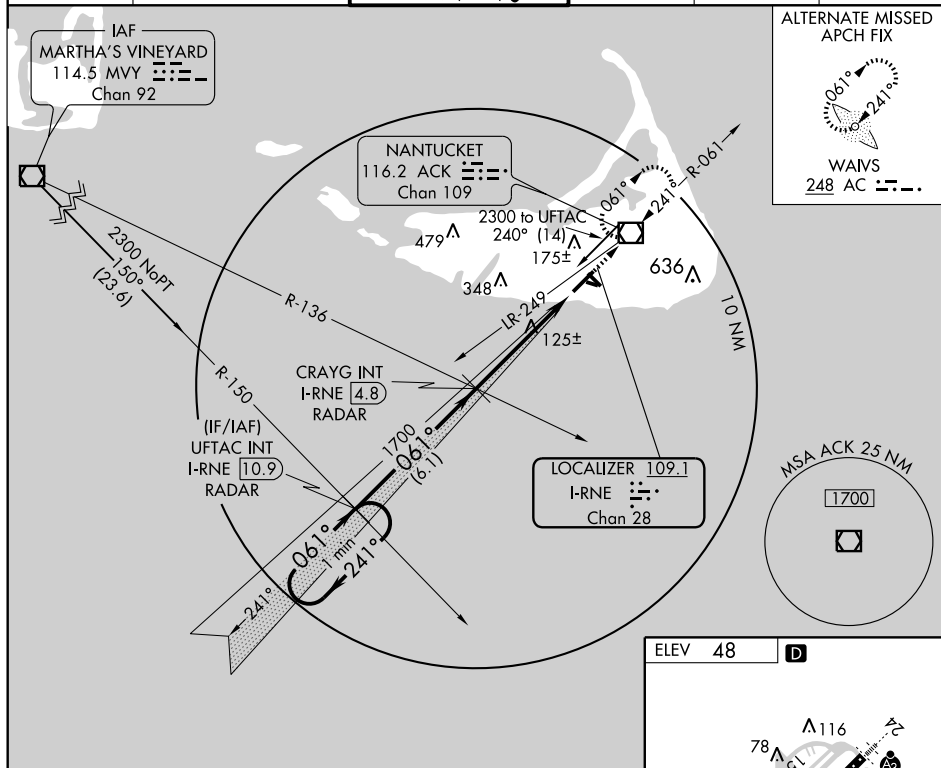 IAF
MARTHA'S VINEYARD
114.5 MVY
Chan 92
ALTERNATE MISSED
APCH FIX
061°
241°
WAIVS
248 AC
NANTUCKET
116.2 ACK
Chan 109
061°
241°
R-061
2300 to UFTAC
240° (14)
479
175±
348
636
LR-249
125±
10 NM
2300 NoPT
150°
(23.6)
R-136
R-150
CRAYG INT
I-RNE 4.8
RADAR
1700
061°
(6.1)
(IF/IAF)
UFTAC INT
I-RNE 10.9
RADAR
LOCALIZER 109.1
I-RNE
Chan 28
MSA ACK 25 NM
1700
061°
1 min
241°
241°
ELEV 48
D
116
78
24
15
A5